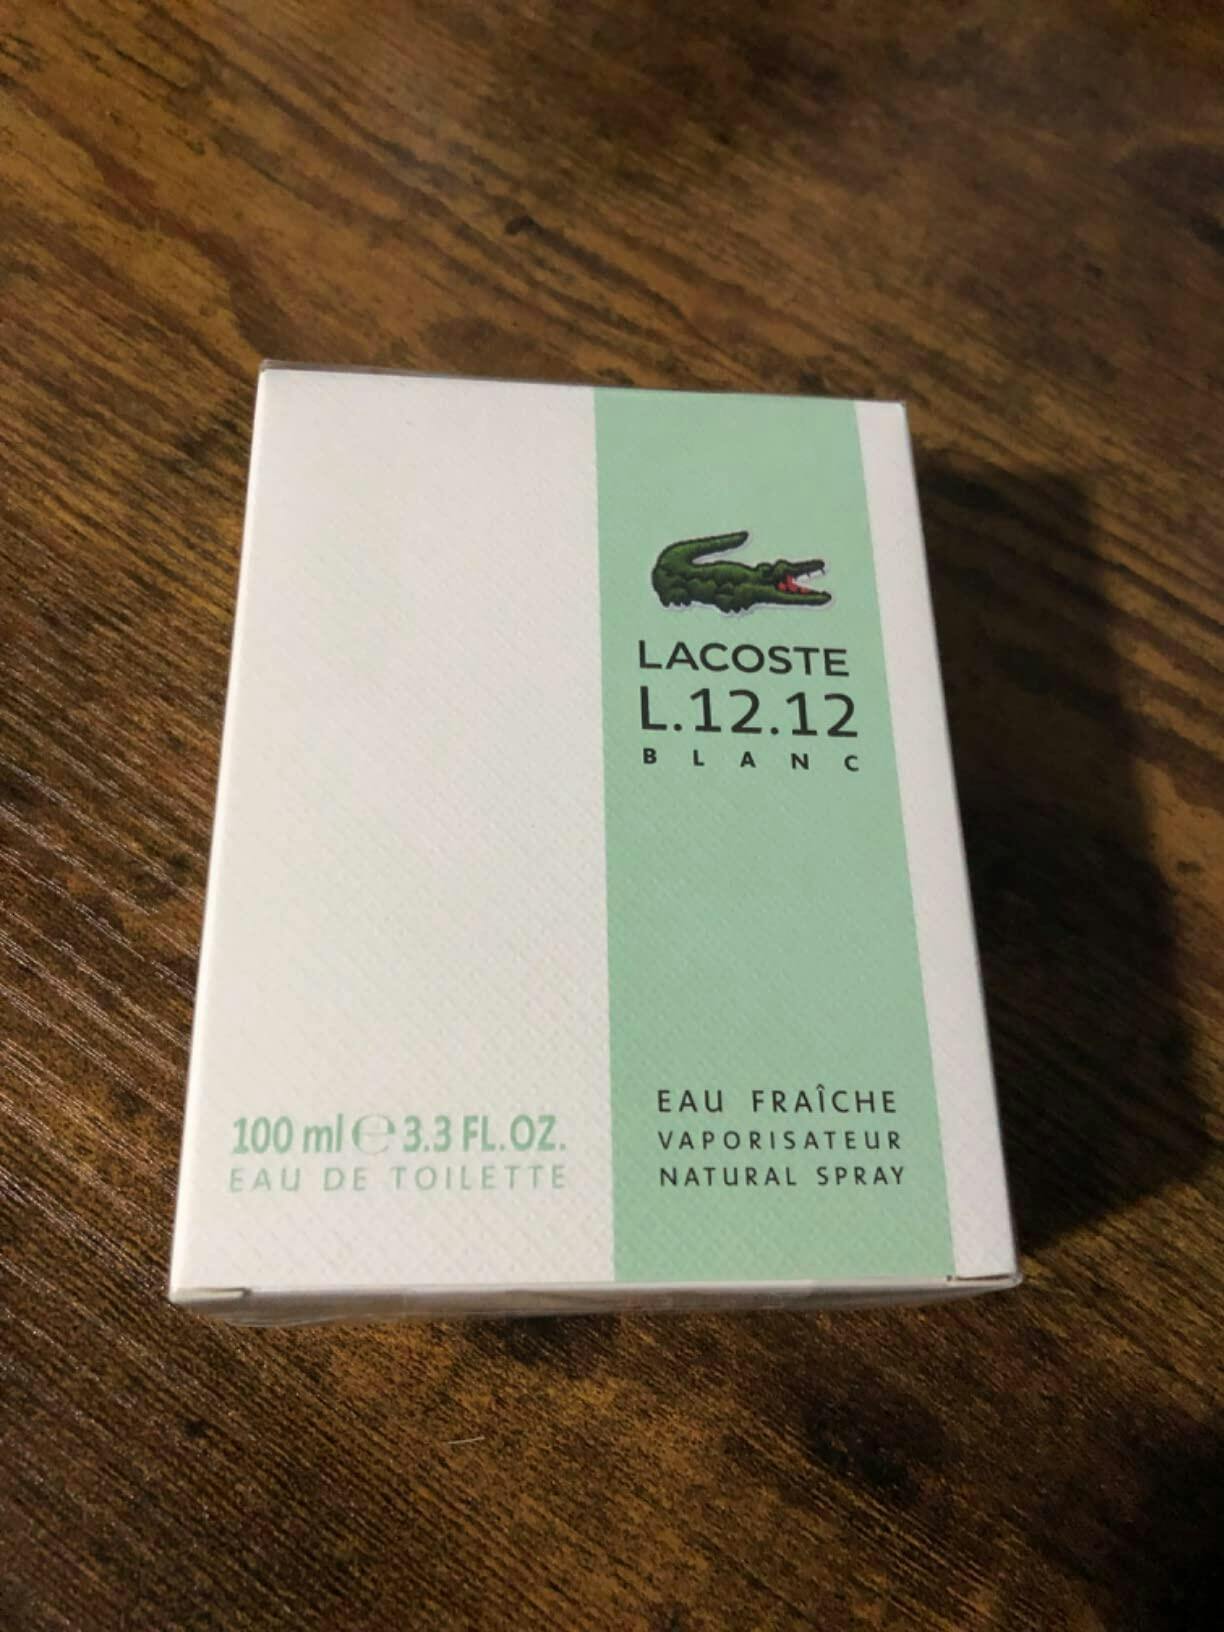 LACOSTE
L.12.12
BLANC
EAU FRAÎCHE
VAPORISATEUR
NATURAL SPRAY
100 ml ℮ 3.3 FL.OZ.
EAU DE TOILETTE